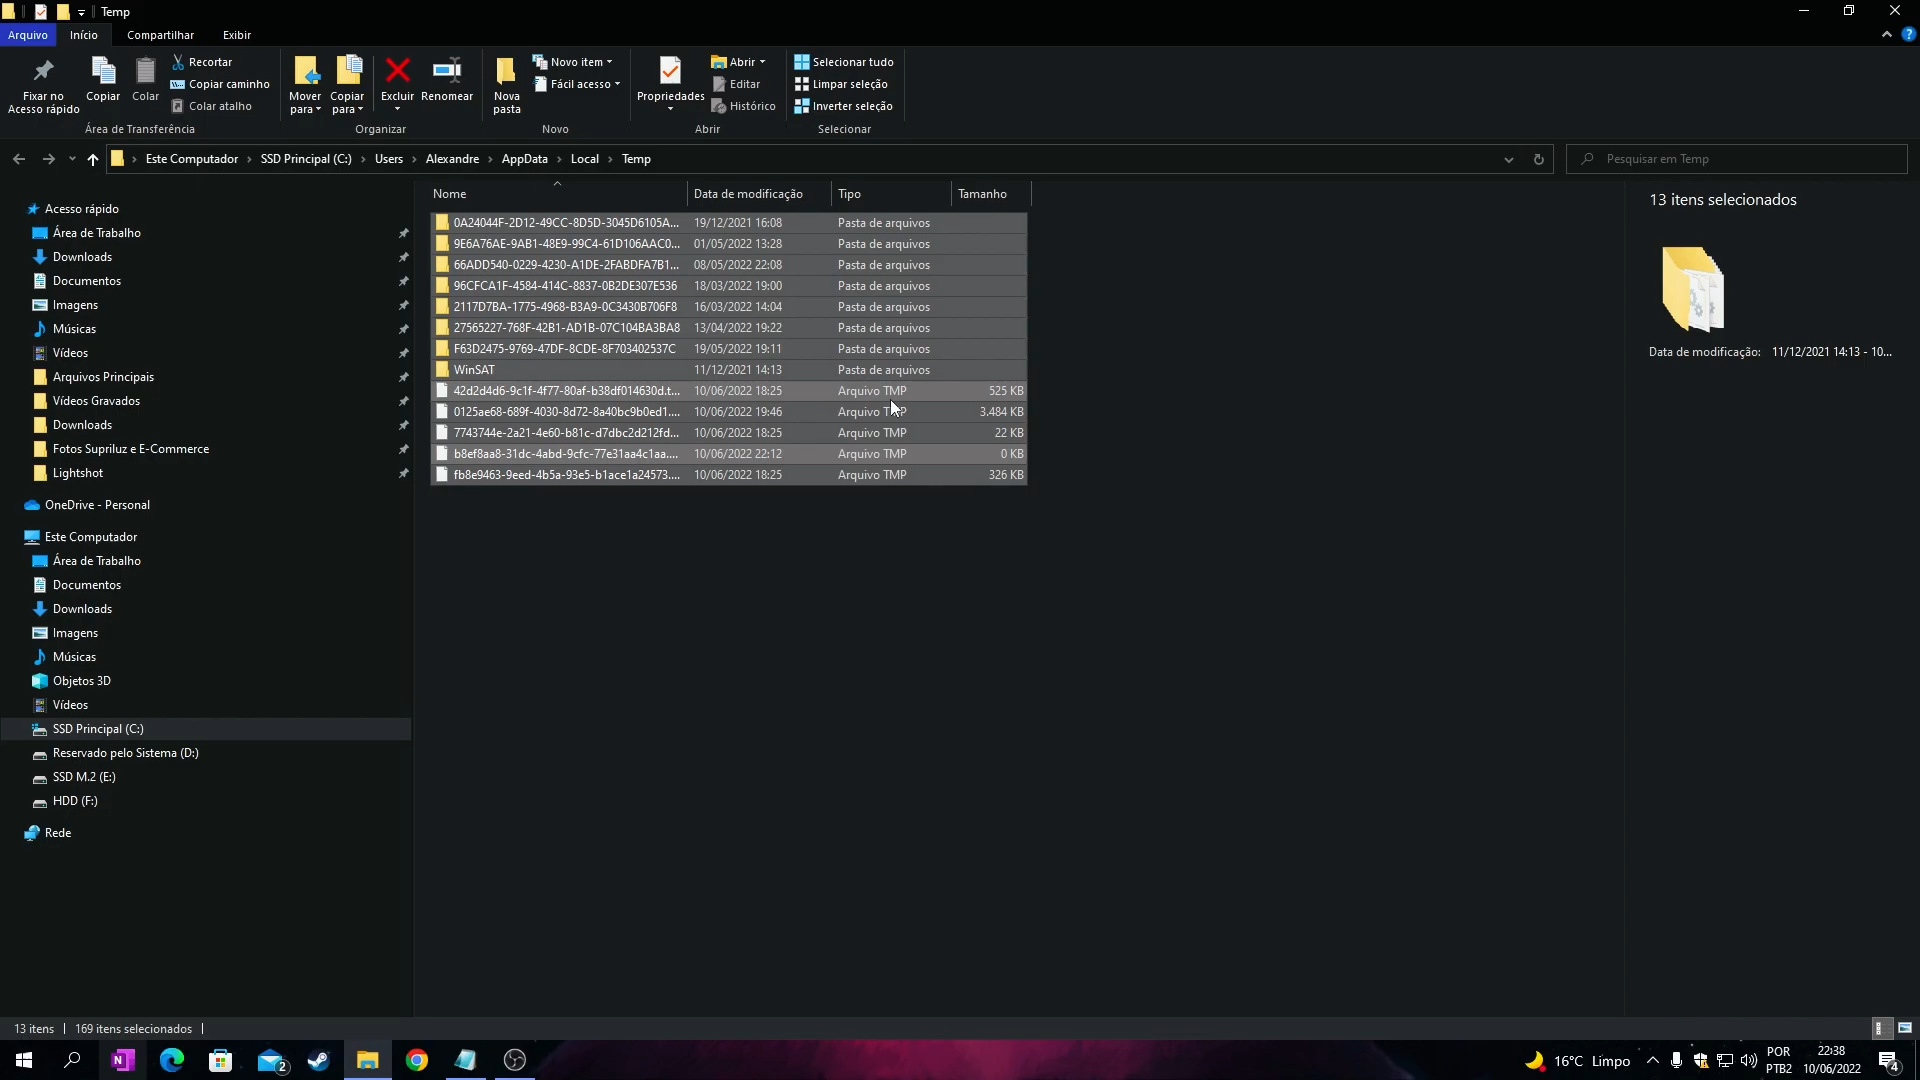 Temp
Arquivo Início Compartilhar Exibir
Fixar no Acesso rápido
Copiar
Colar
Recortar
Copiar caminho
Colar atalho
Mover para
Copiar para
Excluir
Renomear
Nova pasta
Novo item
Fácil acesso
Propriedades
Abrir
Editar
Histórico
Selecionar tudo
Limpar seleção
Inverter seleção
Área de Transferência Organizar Novo Abrir Selecionar
Este Computador › SSD Principal (C:) › Users › Alexandre › AppData › Local › Temp
Pesquisar em Temp
Acesso rápido
Área de Trabalho
Downloads
Documentos
Imagens
Músicas
Vídeos
Arquivos Principais
Vídeos Gravados
Downloads
Fotos Supriluz e E-Commerce
Lightshot
OneDrive - Personal
Este Computador
Área de Trabalho
Documentos
Downloads
Imagens
Músicas
Objetos 3D
Vídeos
SSD Principal (C:)
Reservado pelo Sistema (D:)
SSD M.2 (E:)
HDD (F:)
Rede
Nome Data de modificação Tipo Tamanho
0A24044F-2D12-49CC-8D5D-3045D6105A... 19/12/2021 16:08 Pasta de arquivos
9E6A76AE-9AB1-48E9-99C4-61D106AAC0... 01/05/2022 13:28 Pasta de arquivos
66ADD540-0229-4230-A1DE-2FABDFA7B1... 08/05/2022 22:08 Pasta de arquivos
96CFCA1F-4584-414C-8837-0B2DE307E536 18/03/2022 19:00 Pasta de arquivos
2117D7BA-1775-4968-B3A9-0C3430B706F8 16/03/2022 14:04 Pasta de arquivos
27565227-768F-42B1-AD1B-07C104BA3BA8 13/04/2022 19:22 Pasta de arquivos
F63D2475-9769-47DF-8CDE-8F703402537C 19/05/2022 19:11 Pasta de arquivos
WinSAT 11/12/2021 14:13 Pasta de arquivos
42d2d4d6-9c1f-4f77-80af-b38df014630d.t... 10/06/2022 18:25 Arquivo TMP 525 KB
0125ae68-689f-4030-8d72-8a40bc9b0ed1.... 10/06/2022 19:46 Arquivo TMP 3.484 KB
7743744e-2a21-4e60-b81c-d7dbc2d212fd... 10/06/2022 18:25 Arquivo TMP 22 KB
b8ef8aa8-31dc-4abd-9cfc-77e31aa4c1aa.... 10/06/2022 22:12 Arquivo TMP 0 KB
fb8e9463-9eed-4b5a-93e5-b1ace1a24573.... 10/06/2022 18:25 Arquivo TMP 326 KB
13 itens selecionados
Data de modificação: 11/12/2021 14:13 - 10...
13 itens 169 itens selecionados
2
16°C Limpo
POR
PTB2
22:38
10/06/2022
4